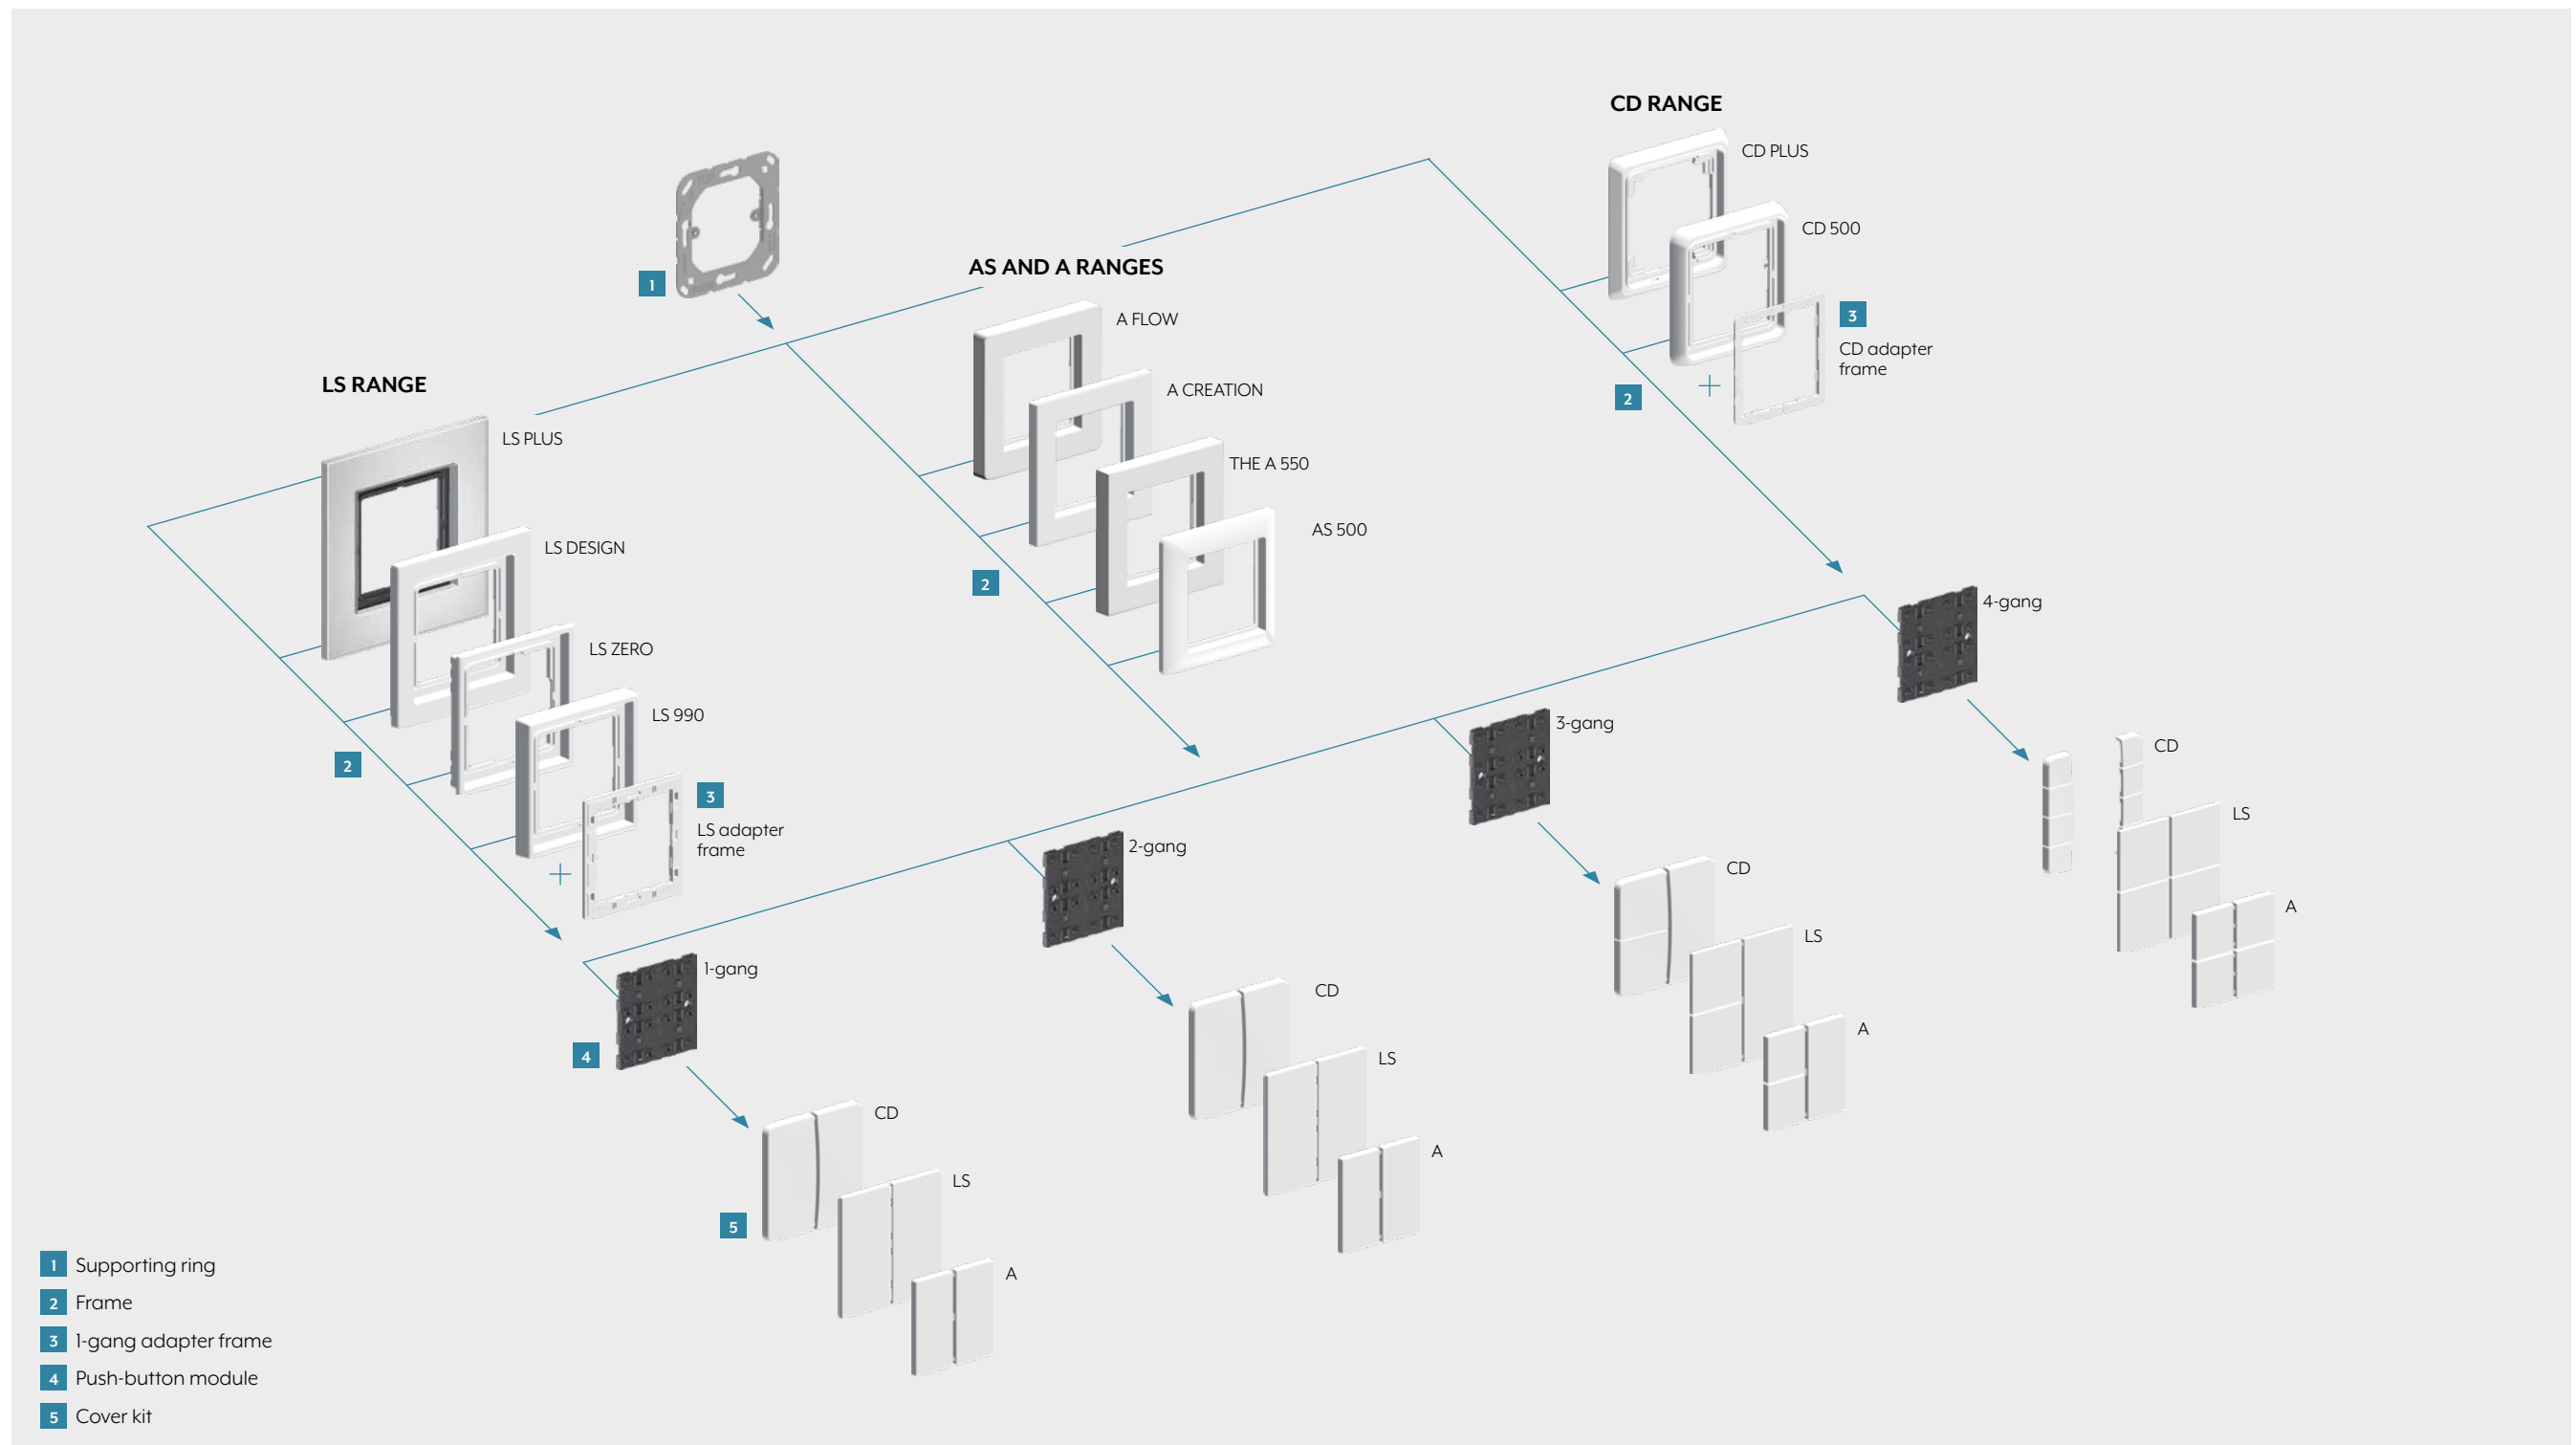 CD RANGE
CD PLUS
CD 500
3
CD adapter
frame
2
1
AS AND A RANGES
A FLOW
A CREATION
THE A 550
AS 500
2
LS RANGE
LS PLUS
LS DESIGN
LS ZERO
LS 990
2
3
LS adapter
frame
4-gang
CD
LS
A
3-gang
CD
LS
A
2-gang
CD
LS
A
1-gang
4
CD
LS
A
5
1 Supporting ring
2 Frame
3 1-gang adapter frame
4 Push-button module
5 Cover kit